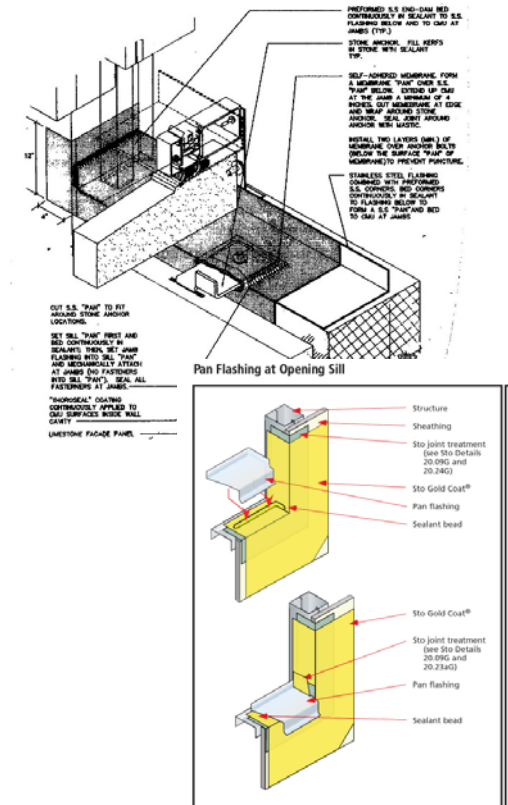 PREFORMED S.S END-DAM BED
CONTINUOUSLY IN SEALANT TO S.S.
FLASHING BELOW AND TO CMU AT
JAMBS (TYP.)
STONE ANCHOR. FILL KERFS
IN STONE WITH SEALANT
TYP.
SELF-ADHERED MEMBRANE. FORM
A MEMBRANE "PAN" OVER S.S.
"PAN" BELOW. EXTEND UP CMU
AT THE JAMB A MINIMUM OF 4
INCHES. CUT MEMBRANE AT EDGE
AND WRAP AROUND STONE
ANCHOR. SEAL JOINT AROUND
ANCHOR WITH MASTIC.
INSTALL TWO LAYERS (MIN.) OF
MEMBRANE OVER ANCHOR BOLTS
(BELOW THE SURFACE "PAN" OF
MEMBRANE)TO PREVENT PUNCTURE.
STAINLESS STEEL FLASHING
COMBINED WITH PREFORMED
S.S. CORNERS. BED CORNERS
CONTINUOUSLY IN SEALANT
TO FLASHING BELOW TO
FORM A S.S "PAN"AND BED
TO CMU AT JAMBS
12"
4"
CUT S.S. "PAN" TO FIT
AROUND STONE ANCHOR
LOCATIONS.
SET SILL "PAN" FIRST AND
BED CONTINUOUSLY IN
SEALANT; THEN, SET JAMB
FLASHING INTO SILL "PAN"
AND MECHANICALLY ATTACH
AT JAMBS (NO FASTENERS
INTO SILL "PAN"). SEAL ALL
FASTERNERS AT JAMBS.
"THOROSEAL" COATING
CONTINUOUSLY APPLIED TO
CMU SURFACES INSIDE WALL
CAVITY
LIMESTONE FACADE PANEL
Pan Flashing at Opening Sill
Structure
Sheathing
Sto joint treatment
(see Sto Details
20.09G and
20.24G)
Sto Gold Coat®
Pan flashing
Sealant bead
Sto Gold Coat®
Sto joint treatment
(see Sto Details
20.09G and
20.23aG)
Pan flashing
Sealant bead